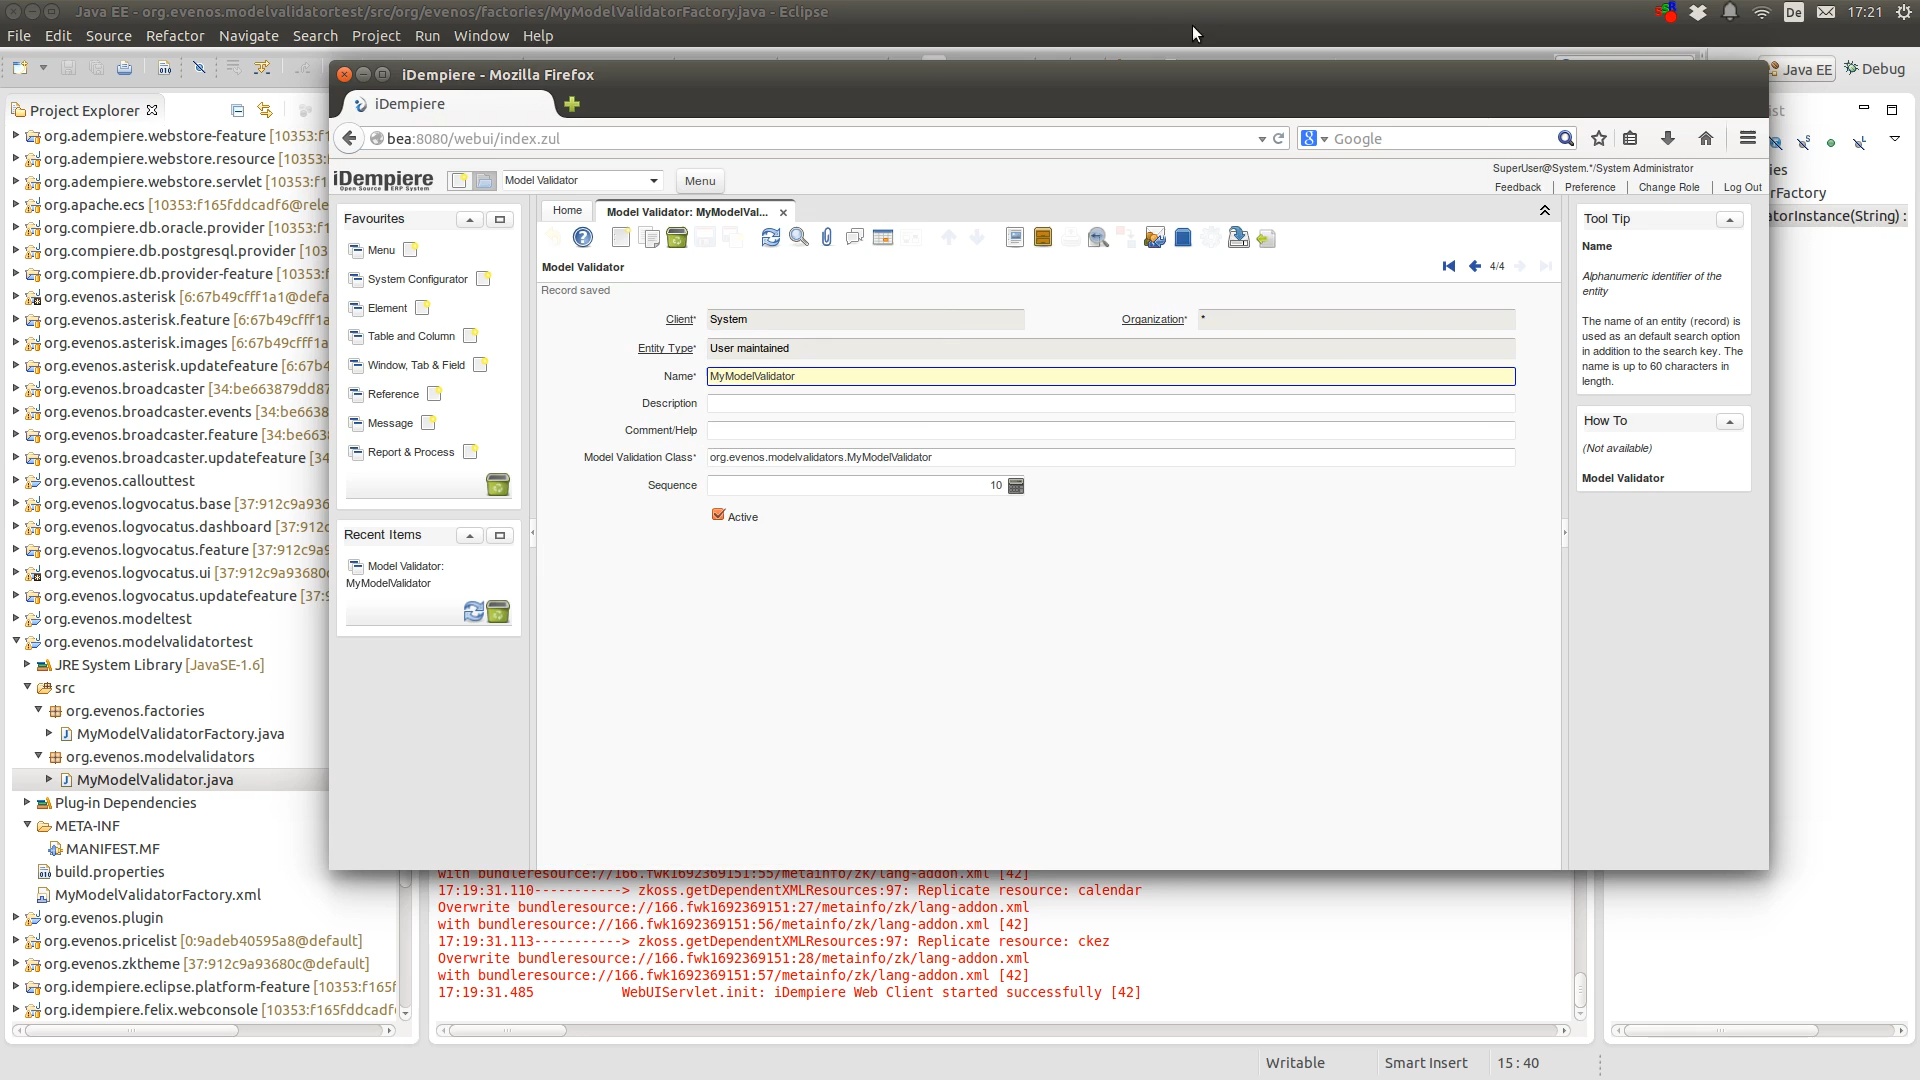 Java EE - org.evenos.modelvalidatortest/src/org/evenos/factories/MyModelValidatorFactory.java - Eclipse
De
17:21
File Edit Source Refactor Navigate Search Project Run Window Help
iDempiere - Mozilla Firefox
Java EE
Debug
iDempiere
bea:8080/webui/index.zul
Google
SuperUser@System.*/System Administrator
iDempiere
Open Source ERP System
Model Validator
Menu
Feedback Preference Change Role Log Out
Project Explorer
org.adempiere.webstore-feature [10353:f1
org.adempiere.webstore.resource [10353:
org.adempiere.webstore.servlet [10353:f1
org.apache.ecs [10353:f165fddcadf6@rele
org.compiere.db.oracle.provider [10353:f
org.compiere.db.postgresql.provider [103
org.compiere.db.provider-feature [10353:f
org.evenos.asterisk [6:67b49cfff1a1@defa
org.evenos.asterisk.feature [6:67b49cfff1a
org.evenos.asterisk.images [6:67b49cfff1a
org.evenos.asterisk.updatefeature [6:67b4
org.evenos.broadcaster [34:be663879dd87
org.evenos.broadcaster.events [34:be6638
org.evenos.broadcaster.feature [34:be663
org.evenos.broadcaster.updatefeature [34
org.evenos.callouttest
org.evenos.logvocatus.base [37:912c9a936
org.evenos.logvocatus.dashboard [37:912c
org.evenos.logvocatus.feature [37:912c9a9
org.evenos.logvocatus.ui [37:912c9a93680c
org.evenos.logvocatus.updatefeature [37:9
org.evenos.modeltest
org.evenos.modelvalidatortest
JRE System Library [JavaSE-1.6]
src
org.evenos.factories
MyModelValidatorFactory.java
org.evenos.modelvalidators
MyModelValidator.java
Plug-in Dependencies
META-INF
MANIFEST.MF
build.properties
MyModelValidatorFactory.xml
org.evenos.plugin
org.evenos.pricelist [0:9adeb40595a8@default]
org.evenos.zktheme [37:912c9a93680c@default]
org.idempiere.eclipse.platform-feature [10353:f165f
org.idempiere.felix.webconsole [10353:f165fddcadf
Favourites
Menu
System Configurator
Element
Table and Column
Window, Tab & Field
Reference
Message
Report & Process
Recent Items
Model Validator:
MyModelValidator
Home
Model Validator: MyModelVal...
Model Validator
4/4
Record saved
Client* System
Organization* *
Entity Type* User maintained
Name* MyModelValidator
Description
Comment/Help
Model Validation Class* org.evenos.modelvalidators.MyModelValidator
Sequence 10
Active
Tool Tip
Name
Alphanumeric identifier of the
entity
The name of an entity (record) is
used as an default search option
in addition to the search key. The
name is up to 60 characters in
length.
How To
(Not available)
Model Validator
ist
ies
rFactory
atorInstance(String) :
with bundleresource://166.fwk1692369151:55/metainfo/zk/lang-addon.xml [42]
17:19:31.110-----------> zkoss.getDependentXMLResources:97: Replicate resource: calendar
Overwrite bundleresource://166.fwk1692369151:27/metainfo/zk/lang-addon.xml
with bundleresource://166.fwk1692369151:56/metainfo/zk/lang-addon.xml [42]
17:19:31.113-----------> zkoss.getDependentXMLResources:97: Replicate resource: ckez
Overwrite bundleresource://166.fwk1692369151:28/metainfo/zk/lang-addon.xml
with bundleresource://166.fwk1692369151:57/metainfo/zk/lang-addon.xml [42]
17:19:31.485 WebUIServlet.init: iDempiere Web Client started successfully [42]
Writable
Smart Insert
15:40